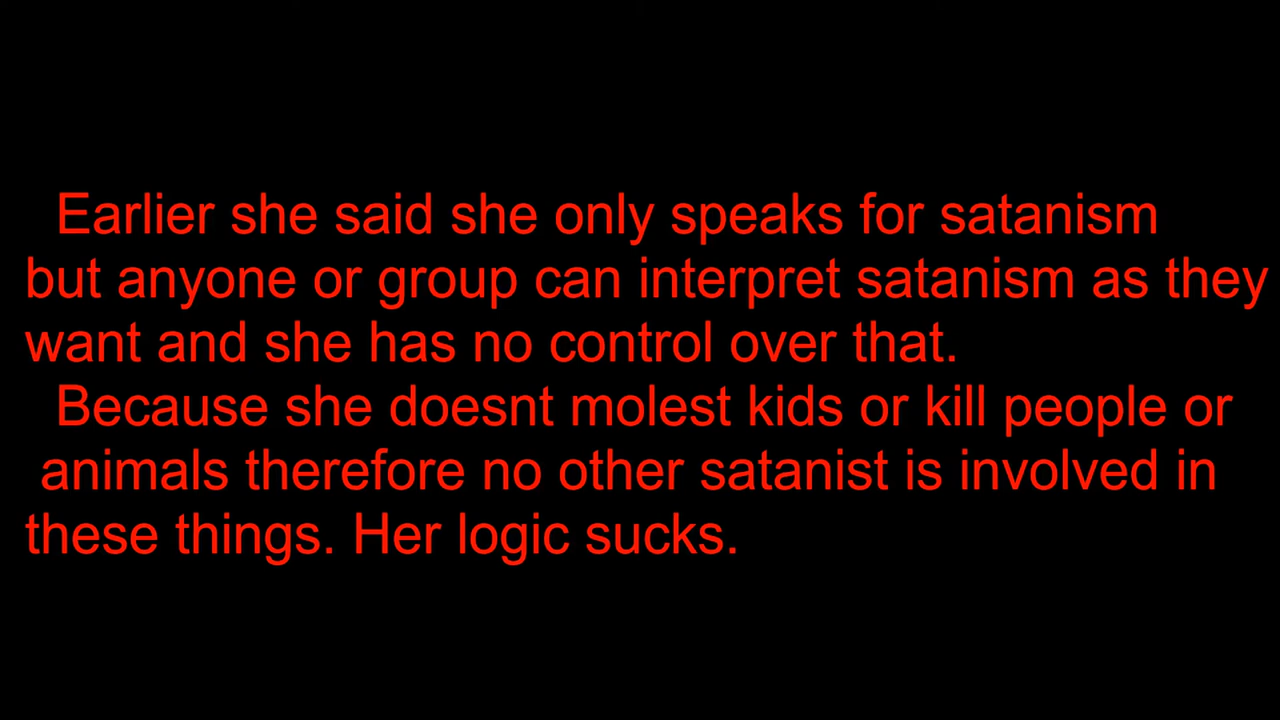 Earlier she said she only speaks for satanism
but anyone or group can interpret satanism as they
want and she has no control over that.
Because she doesnt molest kids or kill people or
animals therefore no other satanist is involved in
these things. Her logic sucks.